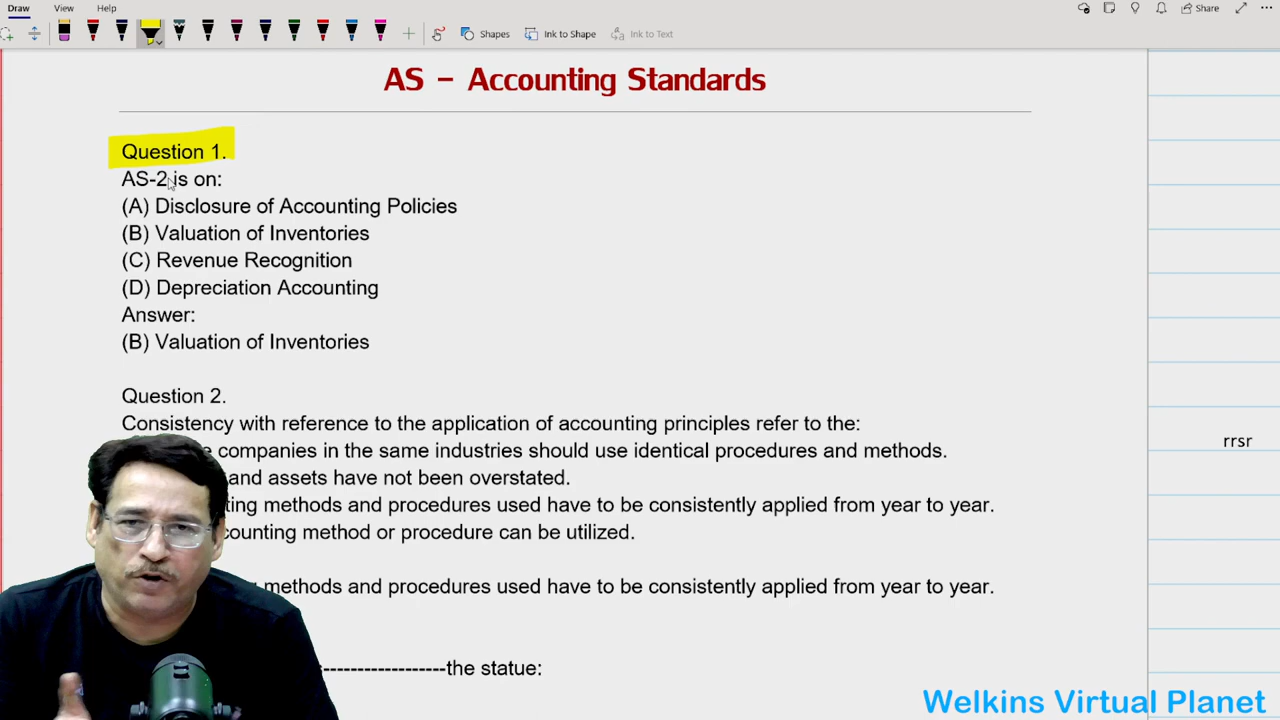 Draw View Help
Share
Shapes Ink to Shape Ink to Text
AS – Accounting Standards
Question 1.
AS-2 is on:
(A) Disclosure of Accounting Policies
(B) Valuation of Inventories
(C) Revenue Recognition
(D) Depreciation Accounting
Answer:
(B) Valuation of Inventories
Question 2.
Consistency with reference to the application of accounting principles refer to the:
companies in the same industries should use identical procedures and methods.
and assets have not been overstated.
methods and procedures used have to be consistently applied from year to year.
method or procedure can be utilized.
methods and procedures used have to be consistently applied from year to year.
------------------the statue:
rrsr
Welkins Virtual Planet